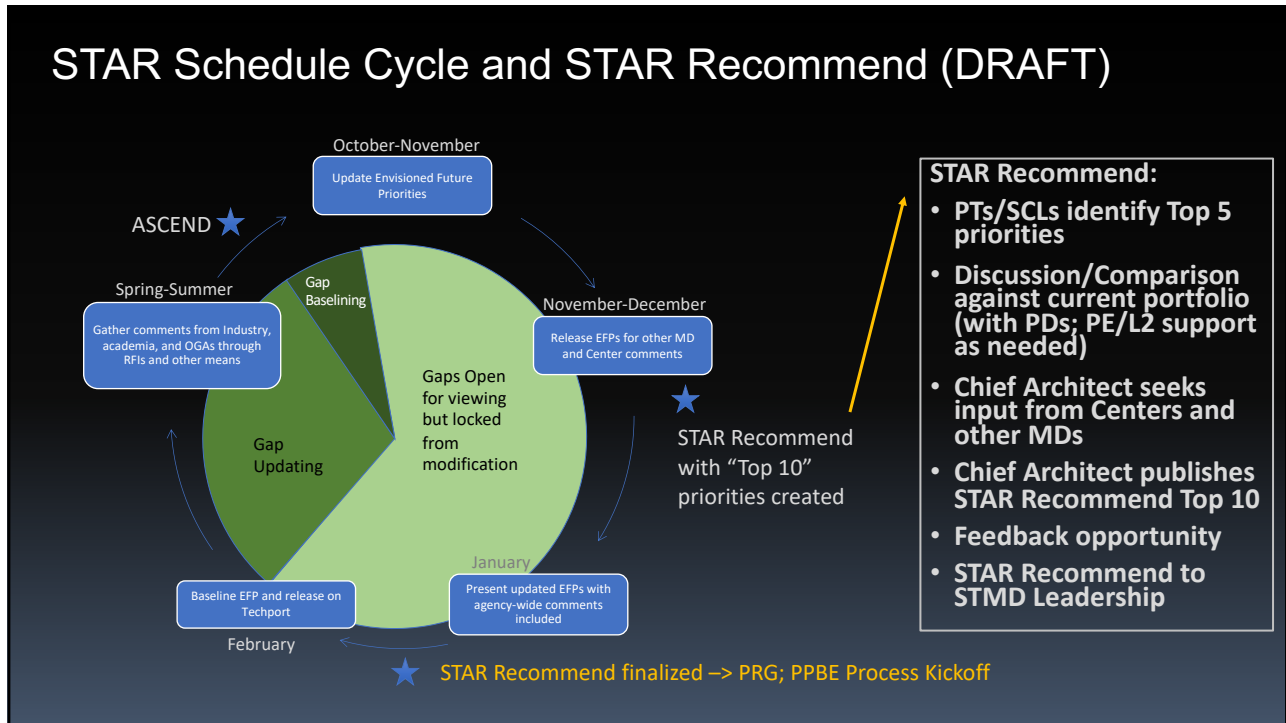 STAR Schedule Cycle and STAR Recommend (DRAFT)
October-November
Update Envisioned Future
Priorities
ASCEND
Spring-Summer
Gather comments from Industry,
academia, and OGAs through
RFIs and other means
Gap
Baselining
November-December
Release EFPs for other MD
and Center comments
Gaps Open
for viewing
but locked
from
modification
Gap
Updating
STAR Recommend
with “Top 10”
priorities created
January
Present updated EFPs with
agency-wide comments
included
Baseline EFP and release on
Techport
February
STAR Recommend finalized –> PRG; PPBE Process Kickoff
STAR Recommend:
• PTs/SCLs identify Top 5
priorities
• Discussion/Comparison
against current portfolio
(with PDs; PE/L2 support
as needed)
• Chief Architect seeks
input from Centers and
other MDs
• Chief Architect publishes
STAR Recommend Top 10
• Feedback opportunity
• STAR Recommend to
STMD Leadership